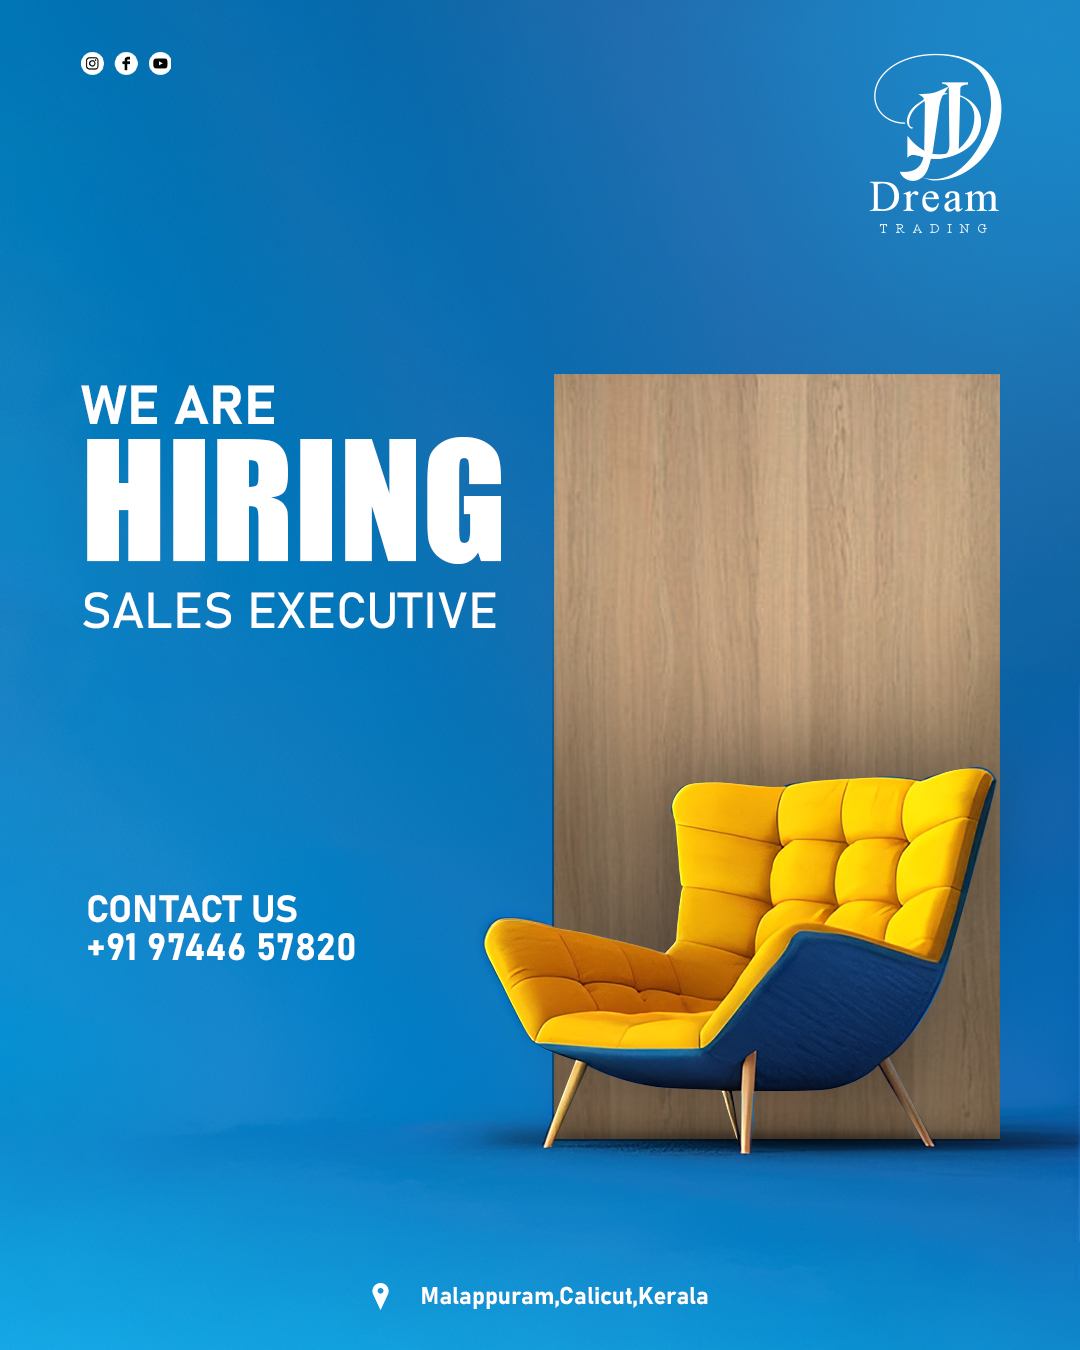 Dream
TRADING
WE ARE
HIRING
SALES EXECUTIVE
CONTACT US
+91 97446 57820
Malappuram,Calicut,Kerala